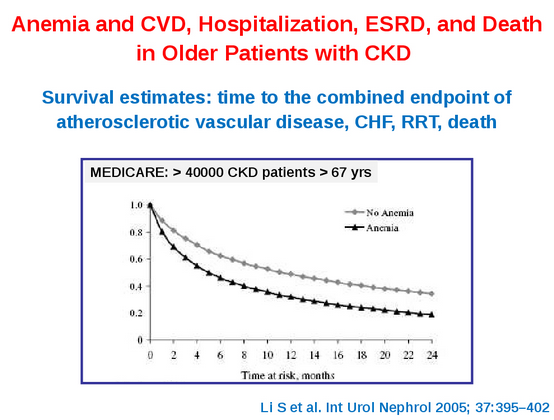 Anemia and CVD, Hospitalization, ESRD, and Death
in Older Patients with CKD
Survival estimates: time to the combined endpoint of
atherosclerotic vascular disease, CHF, RRT, death
MEDICARE: > 40000 CKD patients > 67 yrs
1.0
0.8
0.6
0.4
0.2
0
No Anemia
Anemia
0 2 4 6 8 10 12 14 16 18 20 22 24
Time at risk, months
Li S et al. Int Urol Nephrol 2005; 37:395–402